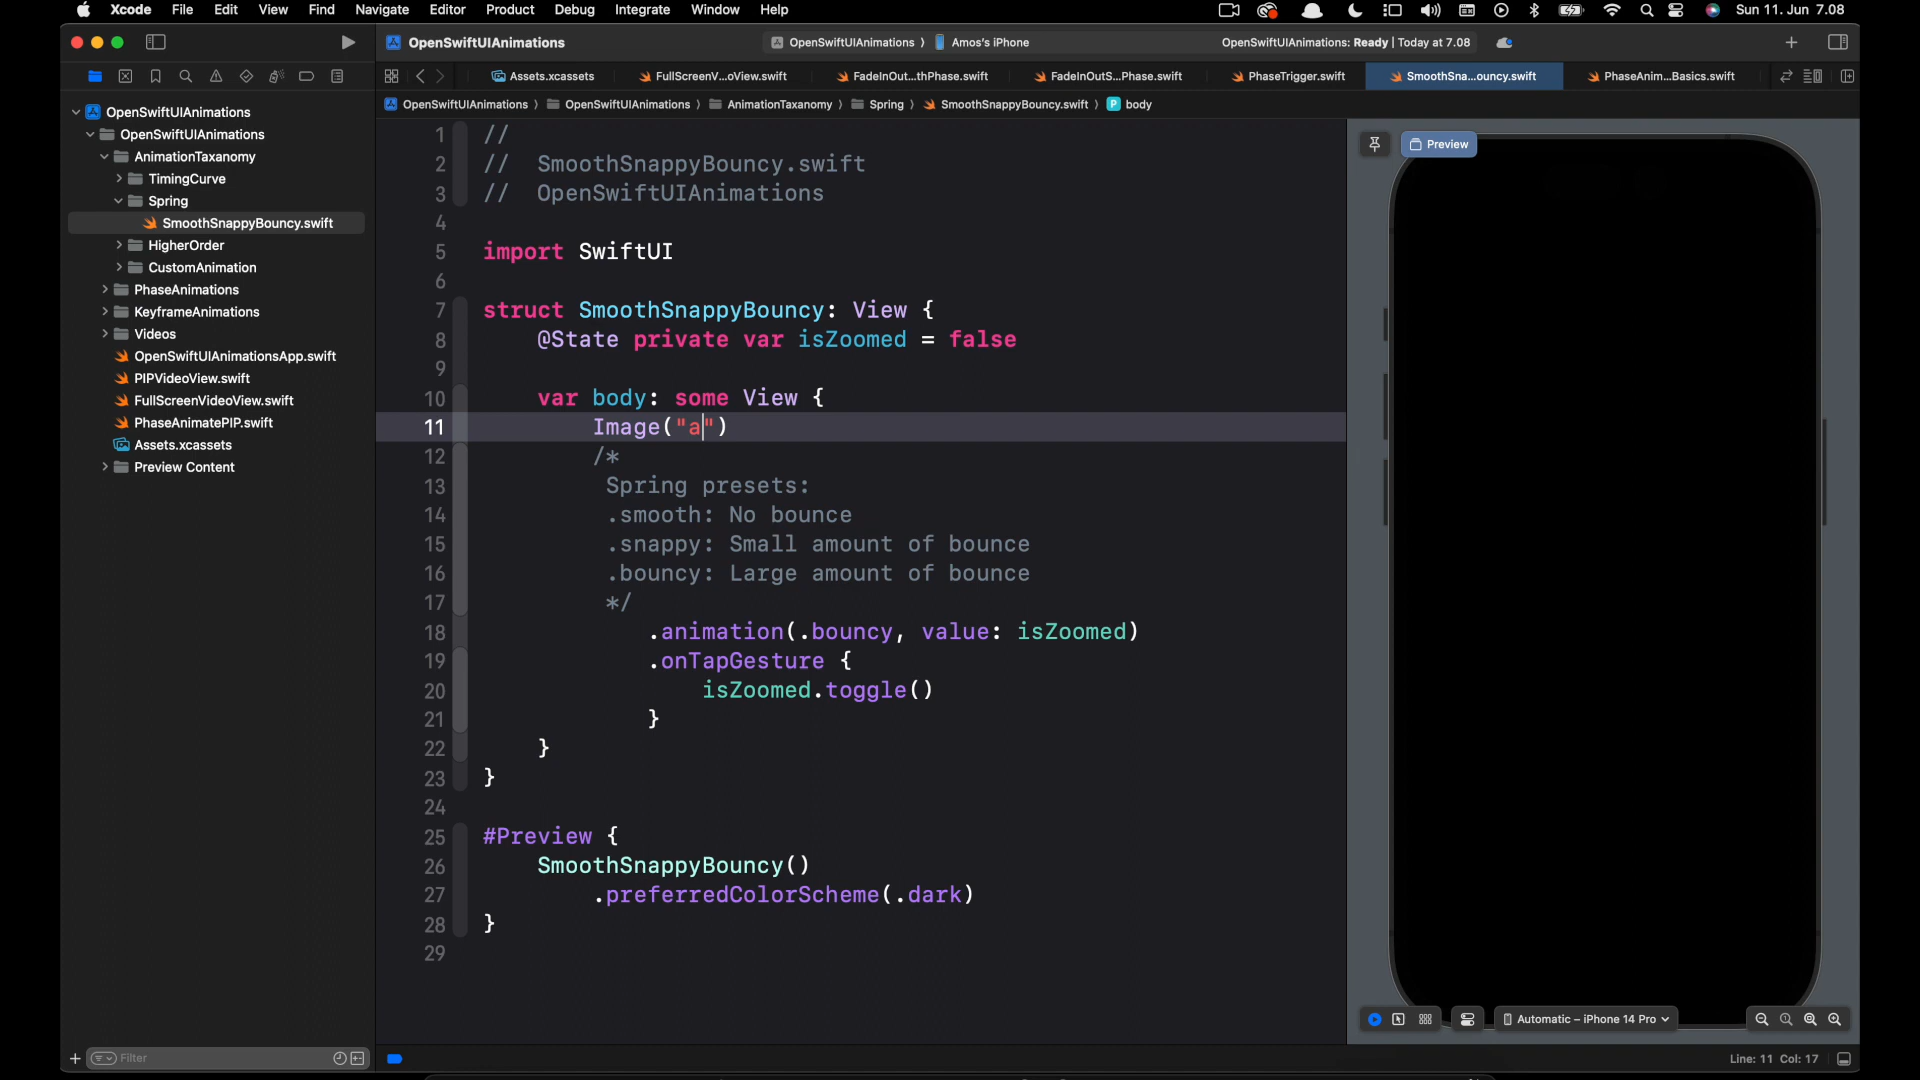 Xcode File Edit View Find Navigate Editor Product Debug Integrate Window Help Sun 11. Jun 7.08
OpenSwiftUIAnimations OpenSwiftUIAnimations Amos's iPhone OpenSwiftUIAnimations: Ready | Today at 7.08
Assets.xcassets FullScreenV...oView.swift FadeInOut...thPhase.swift FadeInOutS...Phase.swift PhaseTrigger.swift SmoothSna...ouncy.swift PhaseAnim...Basics.swift
OpenSwiftUIAnimations OpenSwiftUIAnimations AnimationTaxanomy Spring SmoothSnappyBouncy.swift P body
OpenSwiftUIAnimations
OpenSwiftUIAnimations
AnimationTaxanomy
TimingCurve
Spring
SmoothSnappyBouncy.swift
HigherOrder
CustomAnimation
PhaseAnimations
KeyframeAnimations
Videos
OpenSwiftUIAnimationsApp.swift
PIPVideoView.swift
FullScreenVideoView.swift
PhaseAnimatePIP.swift
Assets.xcassets
Preview Content
Filter
1 //
2 // SmoothSnappyBouncy.swift
3 // OpenSwiftUIAnimations
4
5 import SwiftUI
6
7 struct SmoothSnappyBouncy: View {
8 @State private var isZoomed = false
9
10 var body: some View {
11 Image("a")
12 /*
13 Spring presets:
14 .smooth: No bounce
15 .snappy: Small amount of bounce
16 .bouncy: Large amount of bounce
17 */
18 .animation(.bouncy, value: isZoomed)
19 .onTapGesture {
20 isZoomed.toggle()
21 }
22 }
23 }
24
25 #Preview {
26 SmoothSnappyBouncy()
27 .preferredColorScheme(.dark)
28 }
29
Preview
Automatic – iPhone 14 Pro
Line: 11 Col: 17